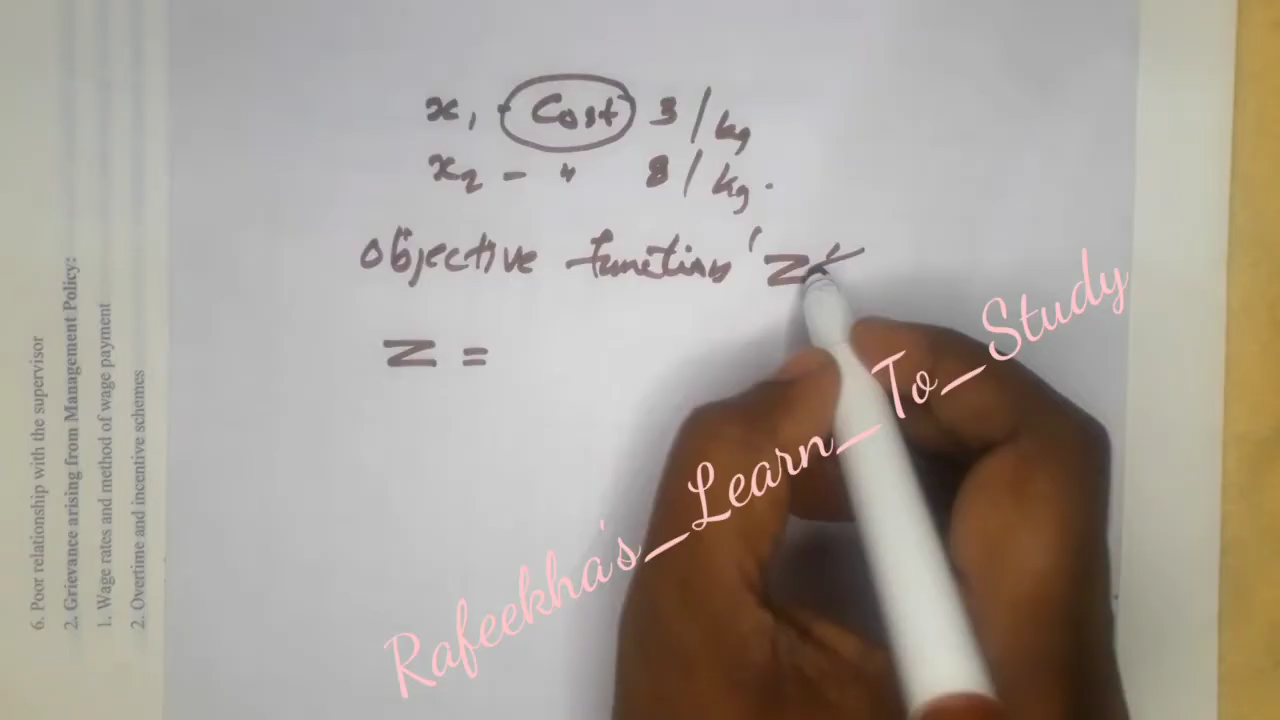 x₁ - Cost 3/kg
x₂ - " 8/kg.
Objective function 'Z'
Z =
6. Poor relationship with the supervisor
2. Grievance arising from Management Policy:
1. Wage rates and method of wage payment
2. Overtime and incentive schemes
Rafeekha's_Learn_To_Study